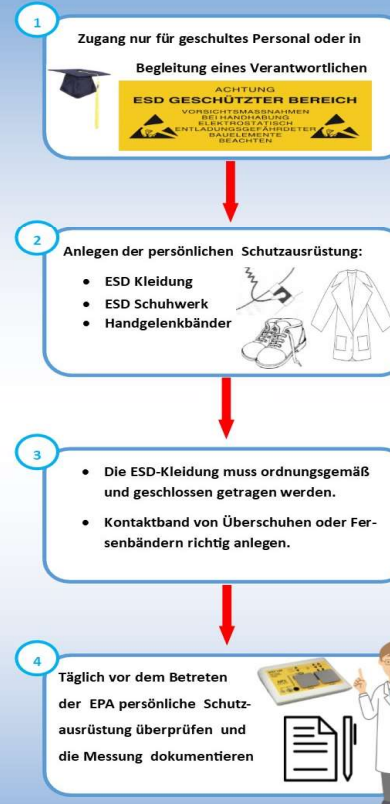 1
Zugang nur für geschultes Personal oder in
Begleitung eines Verantwortlichen
ACHTUNG
ESD GESCHÜTZTER BEREICH
VORSICHTSMASSNAHMEN
BEI HANDHABUNG
ELEKTROSTATISCH
ENTLADUNGSGEFÄHRDETER
BAUELEMENTE
BEACHTEN
2
Anlegen der persönlichen Schutzausrüstung:
• ESD Kleidung
• ESD Schuhwerk
• Handgelenkbänder
3
• Die ESD-Kleidung muss ordnungsgemäß
und geschlossen getragen werden.
• Kontaktband von Überschuhen oder Fer-
senbändern richtig anlegen.
4
Täglich vor dem Betreten
der EPA persönliche Schutz-
ausrüstung überprüfen und
die Messung dokumentieren